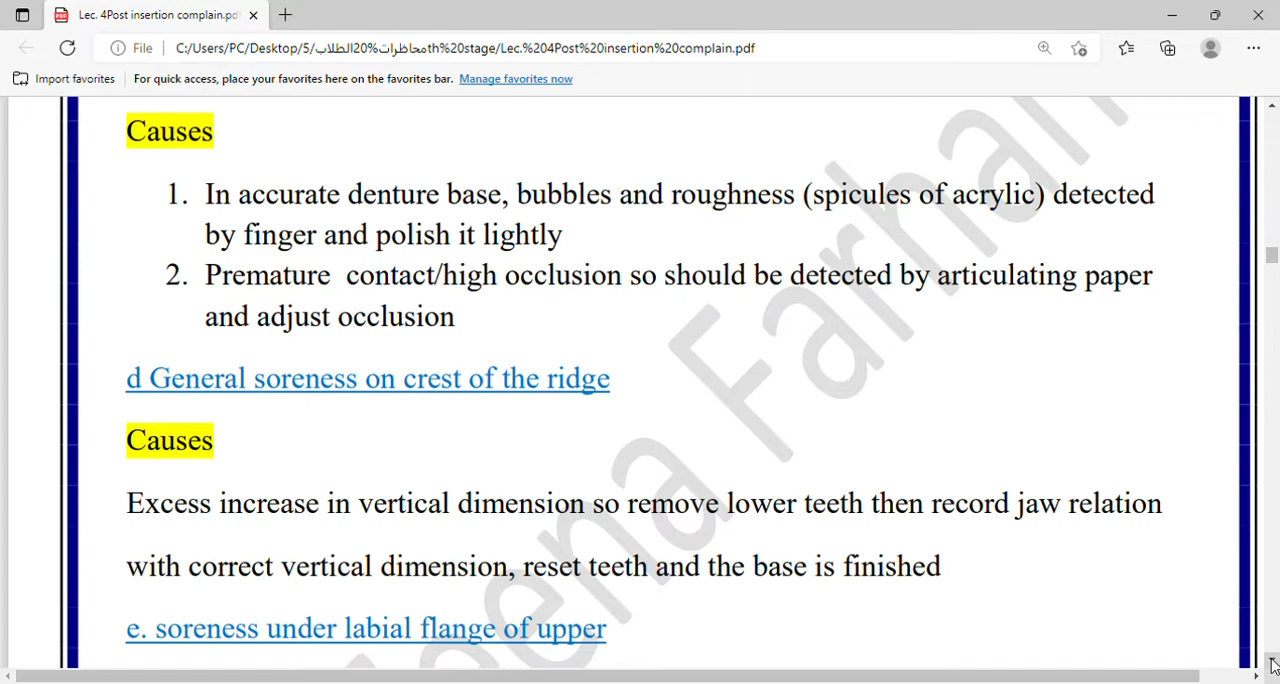 Lec. 4Post insertion complain.pd
File
C:/Users/PC/Desktop/5/محاظرات%20الطلاب/th%20stage/Lec.%204Post%20insertion%20complain.pdf
Import favorites
For quick access, place your favorites here on the favorites bar. Manage favorites now
Causes
1. In accurate denture base, bubbles and roughness (spicules of acrylic) detected
by finger and polish it lightly
2. Premature contact/high occlusion so should be detected by articulating paper
and adjust occlusion
d General soreness on crest of the ridge
Causes
Excess increase in vertical dimension so remove lower teeth then record jaw relation
with correct vertical dimension, reset teeth and the base is finished
e. soreness under labial flange of upper
eena Farhan